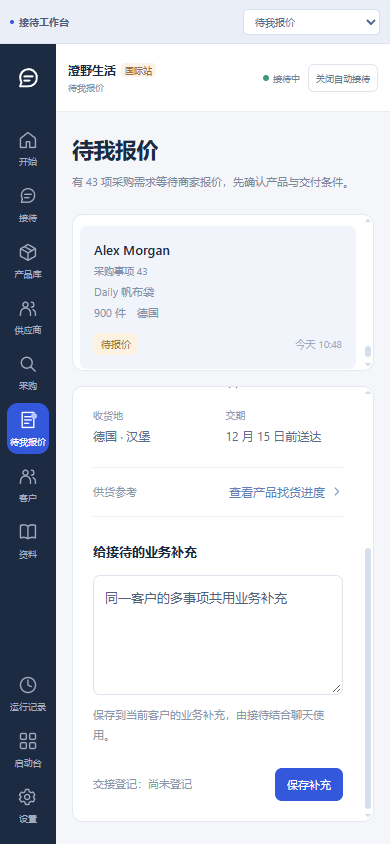 接待工作台
待我报价
澄野生活 国际站
待我报价
接待中
关闭自动接待
开始
接待
产品库
供应商
采购
待我报价
客户
资料
运行记录
启动台
设置
待我报价
有 43 项采购需求等待商家报价，先确认产品与交付条件。
Alex Morgan
采购事项 43
Daily 帆布袋
900 件 德国
待报价 今天 10:48
收货地 交期
德国 · 汉堡 12 月 15 日前送达
供货参考 查看产品找货进度
给接待的业务补充
同一客户的多事项共用业务补充
保存到当前客户的业务补充，由接待结合聊天使
用。
交接登记：尚未登记 保存补充